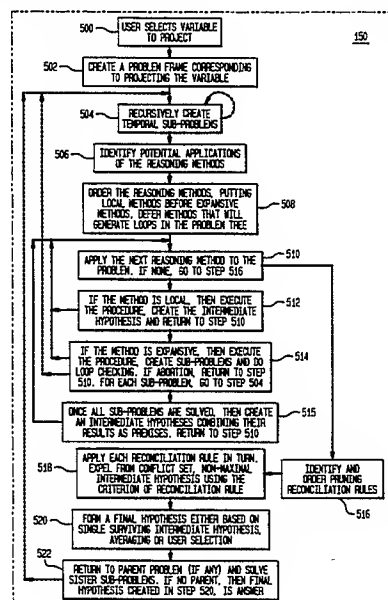 150
500
USER SELECTS VARIABLE
TO PROJECT
502
CREATE A PROBLEM FRAME CORRESPONDING
TO PROJECTING THE VARIABLE
504
RECURSIVELY CREATE
TEMPORAL SUB-PROBLEMS
506
IDENTIFY POTENTIAL APPLICATIONS
OF THE REASONING METHODS
ORDER THE REASONING METHODS, PUTTING
LOCAL METHODS BEFORE EXPANSIVE
METHODS, DEFER METHODS THAT WILL
GENERATE LOOPS IN THE PROBLEM TREE
508
APPLY THE NEXT REASONING METHOD TO THE
PROBLEM. IF NONE, GO TO STEP 516
510
IF THE METHOD IS LOCAL, THEN EXECUTE
THE PROCEDURE, CREATE THE INTERMEDIATE
HYPOTHESIS AND RETURN TO STEP 510
512
IF THE METHOD IS EXPANSIVE, THEN EXECUTE
THE PROCEDURE, CREATE SUB-PROBLEMS AND DO
LOOP CHECKING. IF ABORTION, RETURN TO STEP
510. FOR EACH SUB-PROBLEM, GO TO STEP 504
514
ONCE ALL SUB-PROBLEMS ARE SOLVED, THEN CREATE
AN INTERMEDIATE HYPOTHESES COMBINING THEIR
RESULTS AS PREMISES. RETURN TO STEP 510
515
518
APPLY EACH RECONCILIATION RULE IN TURN.
EXPEL FROM CONFLICT SET, NON-MAXIMAL
INTERMEDIATE HYPOTHESIS USING THE
CRITERION OF RECONCILIATION RULE
IDENTIFY AND
ORDER PRUNING
RECONCILIATION RULES
516
520
FORM A FINAL HYPOTHESIS EITHER BASED ON
SINGLE SURVIVING INTERMEDIATE HYPOTHESIS,
AVERAGING OR USER SELECTION
522
RETURN TO PARENT PROBLEM (IF ANY) AND SOLVE
SISTER SUB-PROBLEMS. IF NO PARENT, THEN FINAL
HYPOTHESIS CREATED IN STEP 520, IS ANSWER